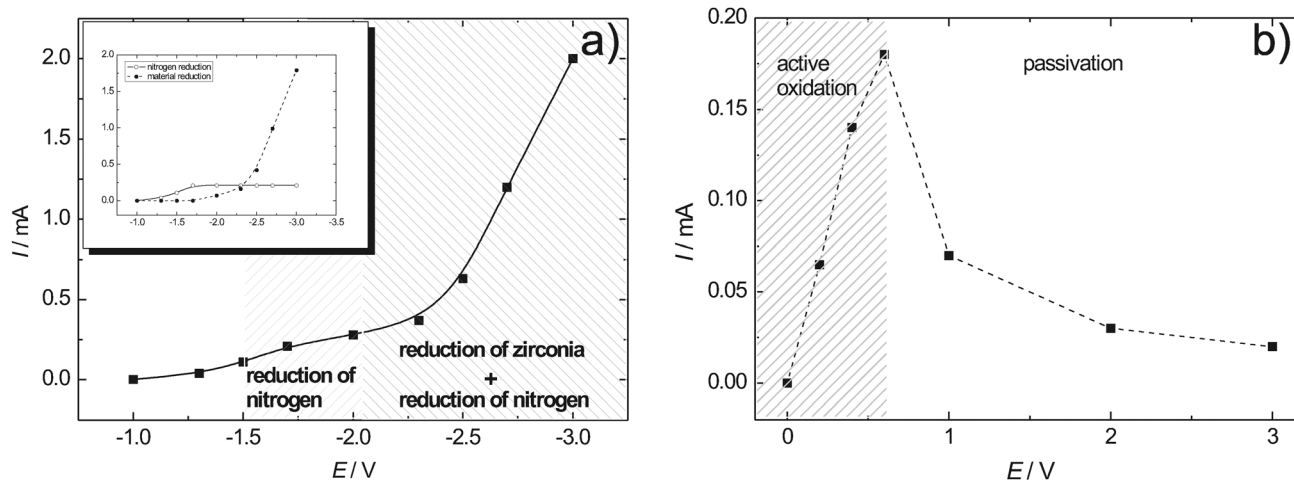 a)
2.0
1.5
1.0
0.5
0.0
I / mA
-1.0
-1.5
-2.0
-2.5
-3.0
E / V
2.0
1.5
1.0
0.5
0.0
-1.0
-1.5
-2.0
-2.5
-3.0
-3.5
nitrogen reduction
material reduction
reduction of
nitrogen
reduction of zirconia
+
reduction of nitrogen
b)
0.20
0.15
0.10
0.05
0.00
I / mA
0
1
2
3
E / V
active
oxidation
passivation